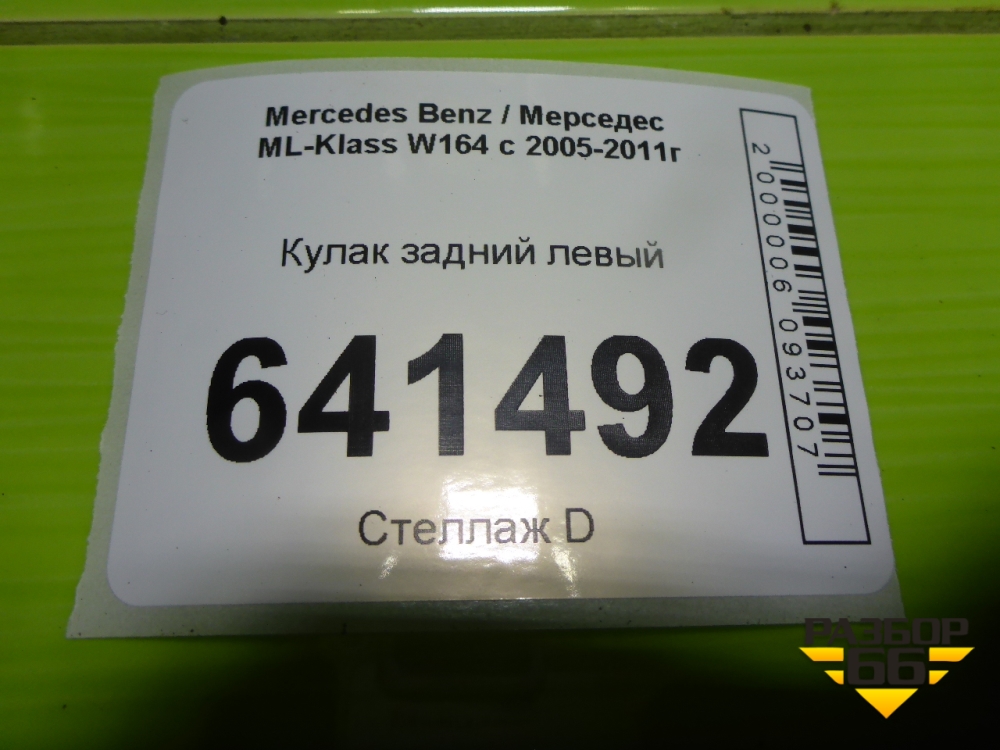 Mercedes Benz / Мерседес
ML-Klass W164 с 2005-2011г
Кулак задний левый
641492
Стеллаж D
2000006093707
РАЗБОР
66